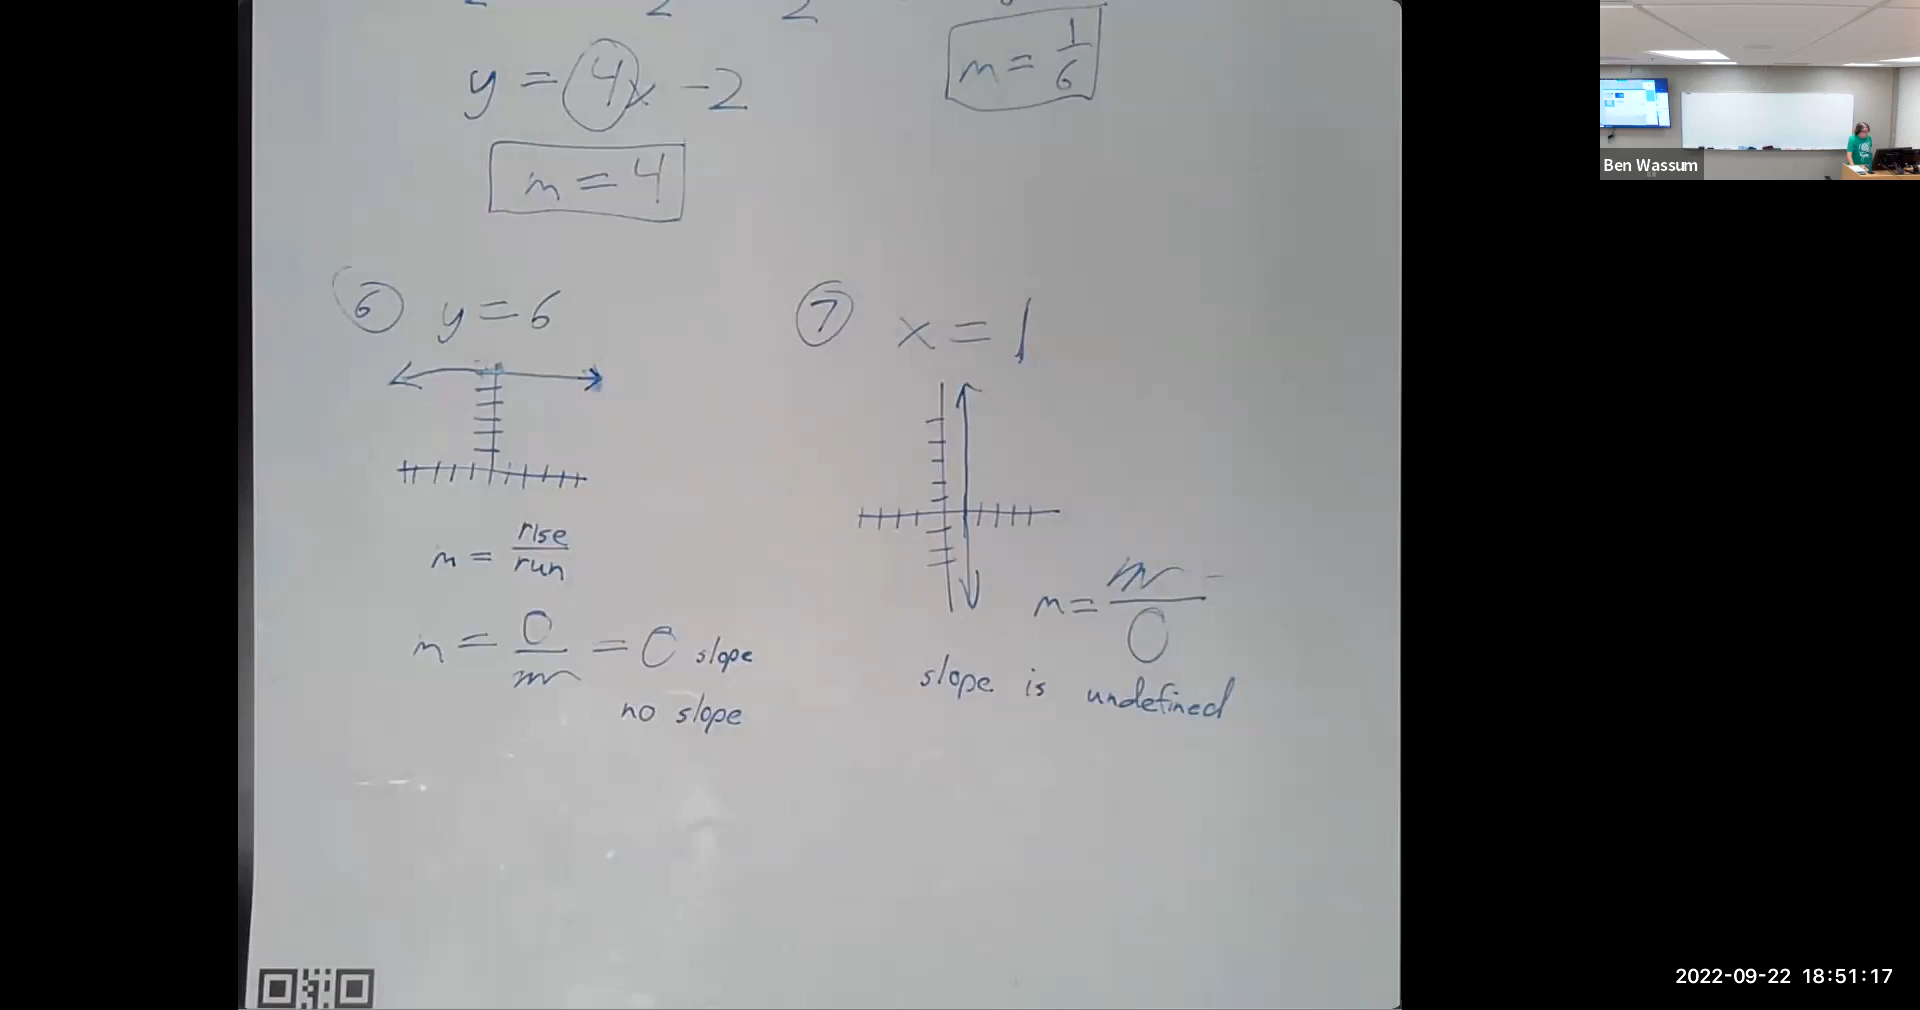 y = 4x - 2
m = 4
m = 1/6
⑥ y = 6
m = rise/run
m = 0/ = 0 slope
no slope
⑦ x = 1
m = /0
slope is undefined
Ben Wassum
2022-09-22 18:51:17